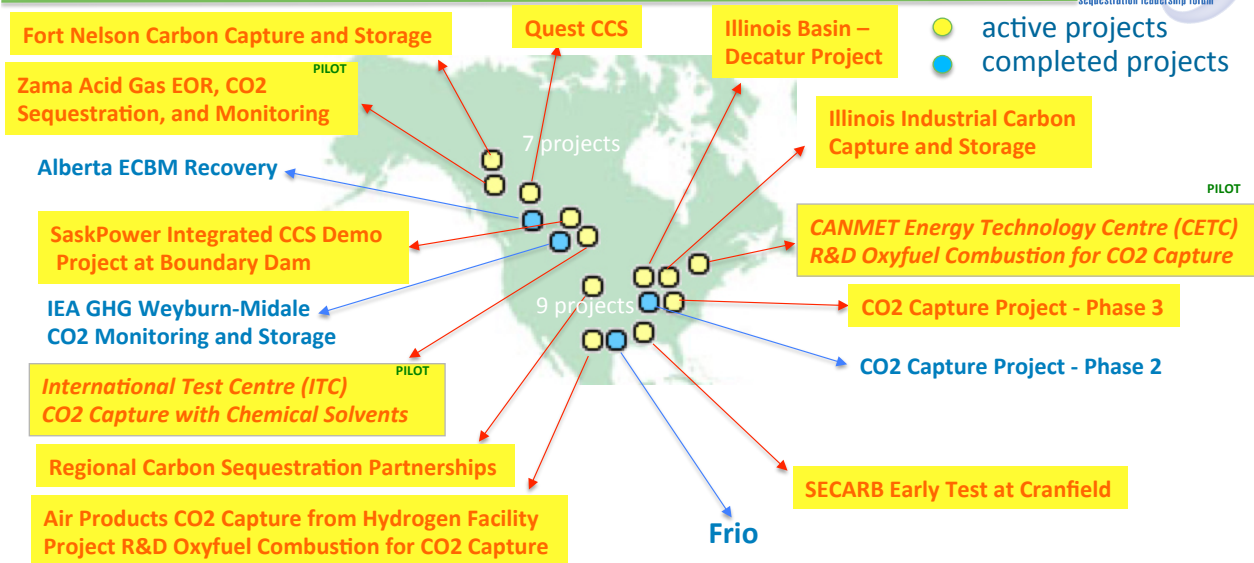 sequestration leadership forum
active projects
completed projects
Fort Nelson Carbon Capture and Storage
Quest CCS
Illinois Basin –
Decatur Project
PILOT
Zama Acid Gas EOR, CO2
Sequestration, and Monitoring
Illinois Industrial Carbon
Capture and Storage
7 projects
Alberta ECBM Recovery
PILOT
CANMET Energy Technology Centre (CETC)
R&D Oxyfuel Combustion for CO2 Capture
SaskPower Integrated CCS Demo
Project at Boundary Dam
IEA GHG Weyburn-Midale
CO2 Monitoring and Storage
9 projects
CO2 Capture Project - Phase 3
CO2 Capture Project - Phase 2
PILOT
International Test Centre (ITC)
CO2 Capture with Chemical Solvents
Regional Carbon Sequestration Partnerships
SECARB Early Test at Cranfield
Air Products CO2 Capture from Hydrogen Facility
Project R&D Oxyfuel Combustion for CO2 Capture
Frio